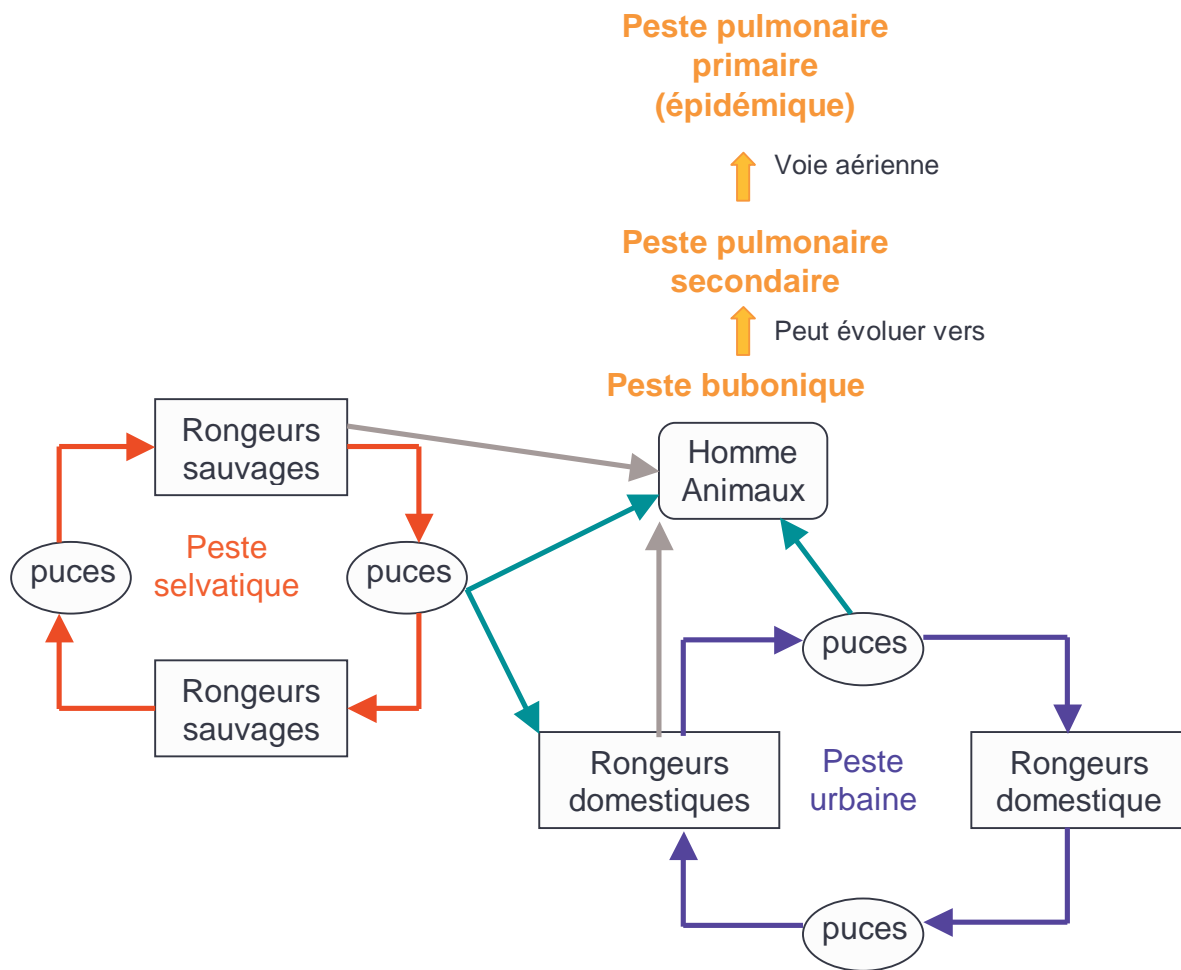 Peste pulmonaire
primaire
(épidémique)
Voie aérienne
Peste pulmonaire
secondaire
Peut évoluer vers
Peste bubonique
Rongeurs
sauvages
Homme
Animaux
puces
Peste
selvatique
puces
puces
Rongeurs
sauvages
Rongeurs
domestiques
Peste
urbaine
Rongeurs
domestique
puces